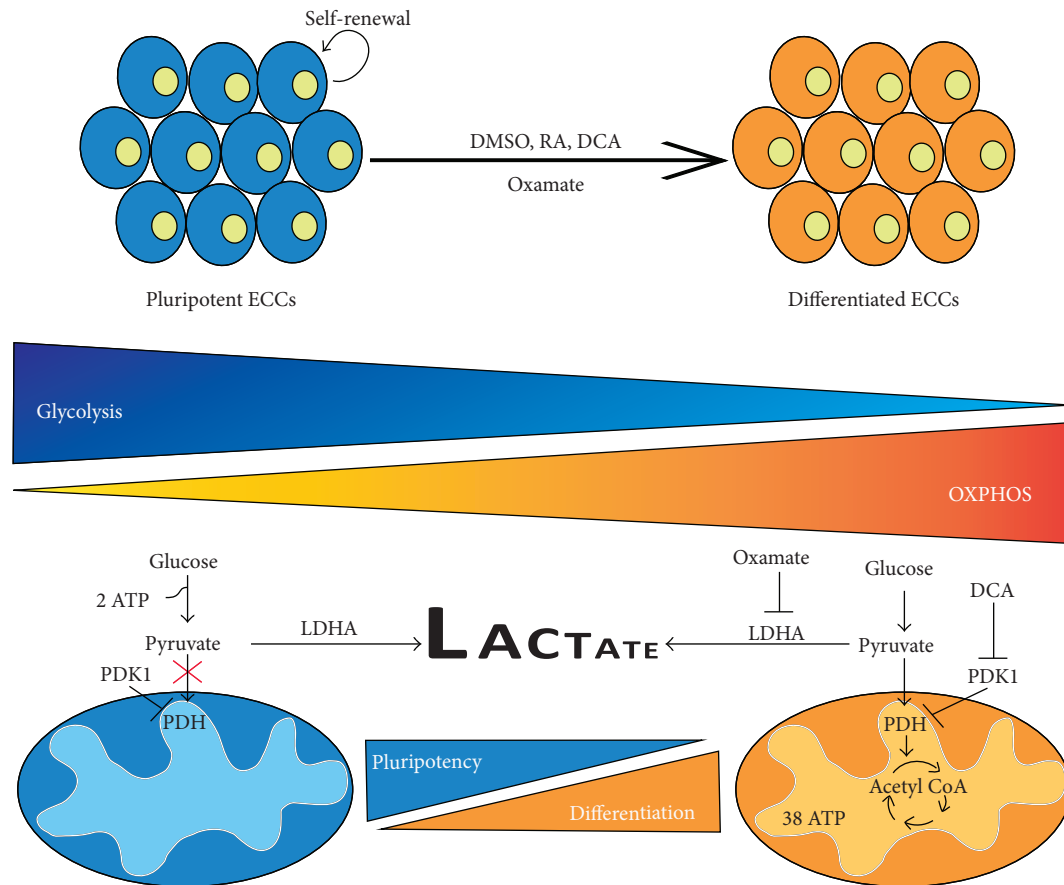 Self-renewal
DMSO, RA, DCA
Oxamate
Pluripotent ECCs
Differentiated ECCs
Glycolysis
OXPHOS
Glucose
2 ATP
Pyruvate
LDHA
PDK1
PDH
LACTATE
Oxamate
LDHA
Glucose
Pyruvate
DCA
PDK1
PDH
Acetyl CoA
38 ATP
Pluripotency
Differentiation